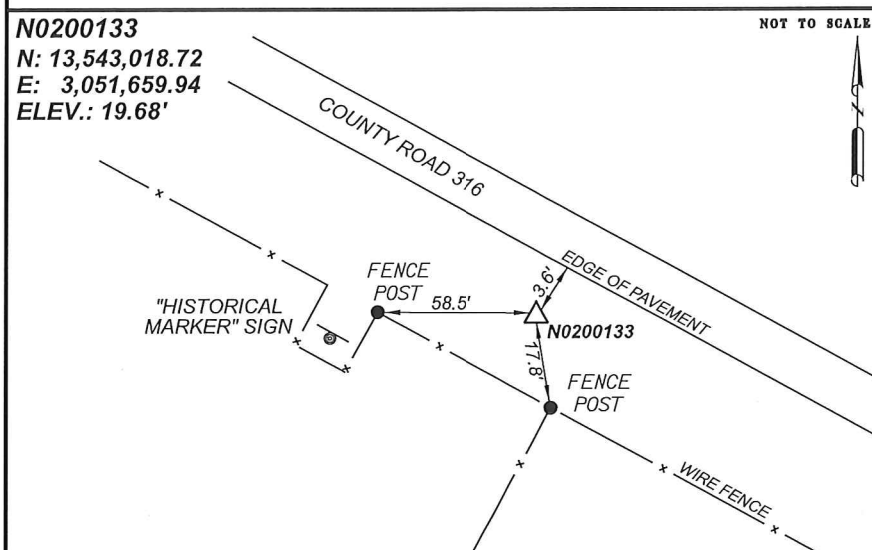 N0200133
N: 13,543,018.72
E: 3,051,659.94
ELEV.: 19.68'
NOT TO SCALE
N
COUNTY ROAD 316
EDGE OF PAVEMENT
3.6'
FENCE
POST
58.5'
"HISTORICAL
MARKER" SIGN
N0200133
17.8'
FENCE
POST
WIRE FENCE